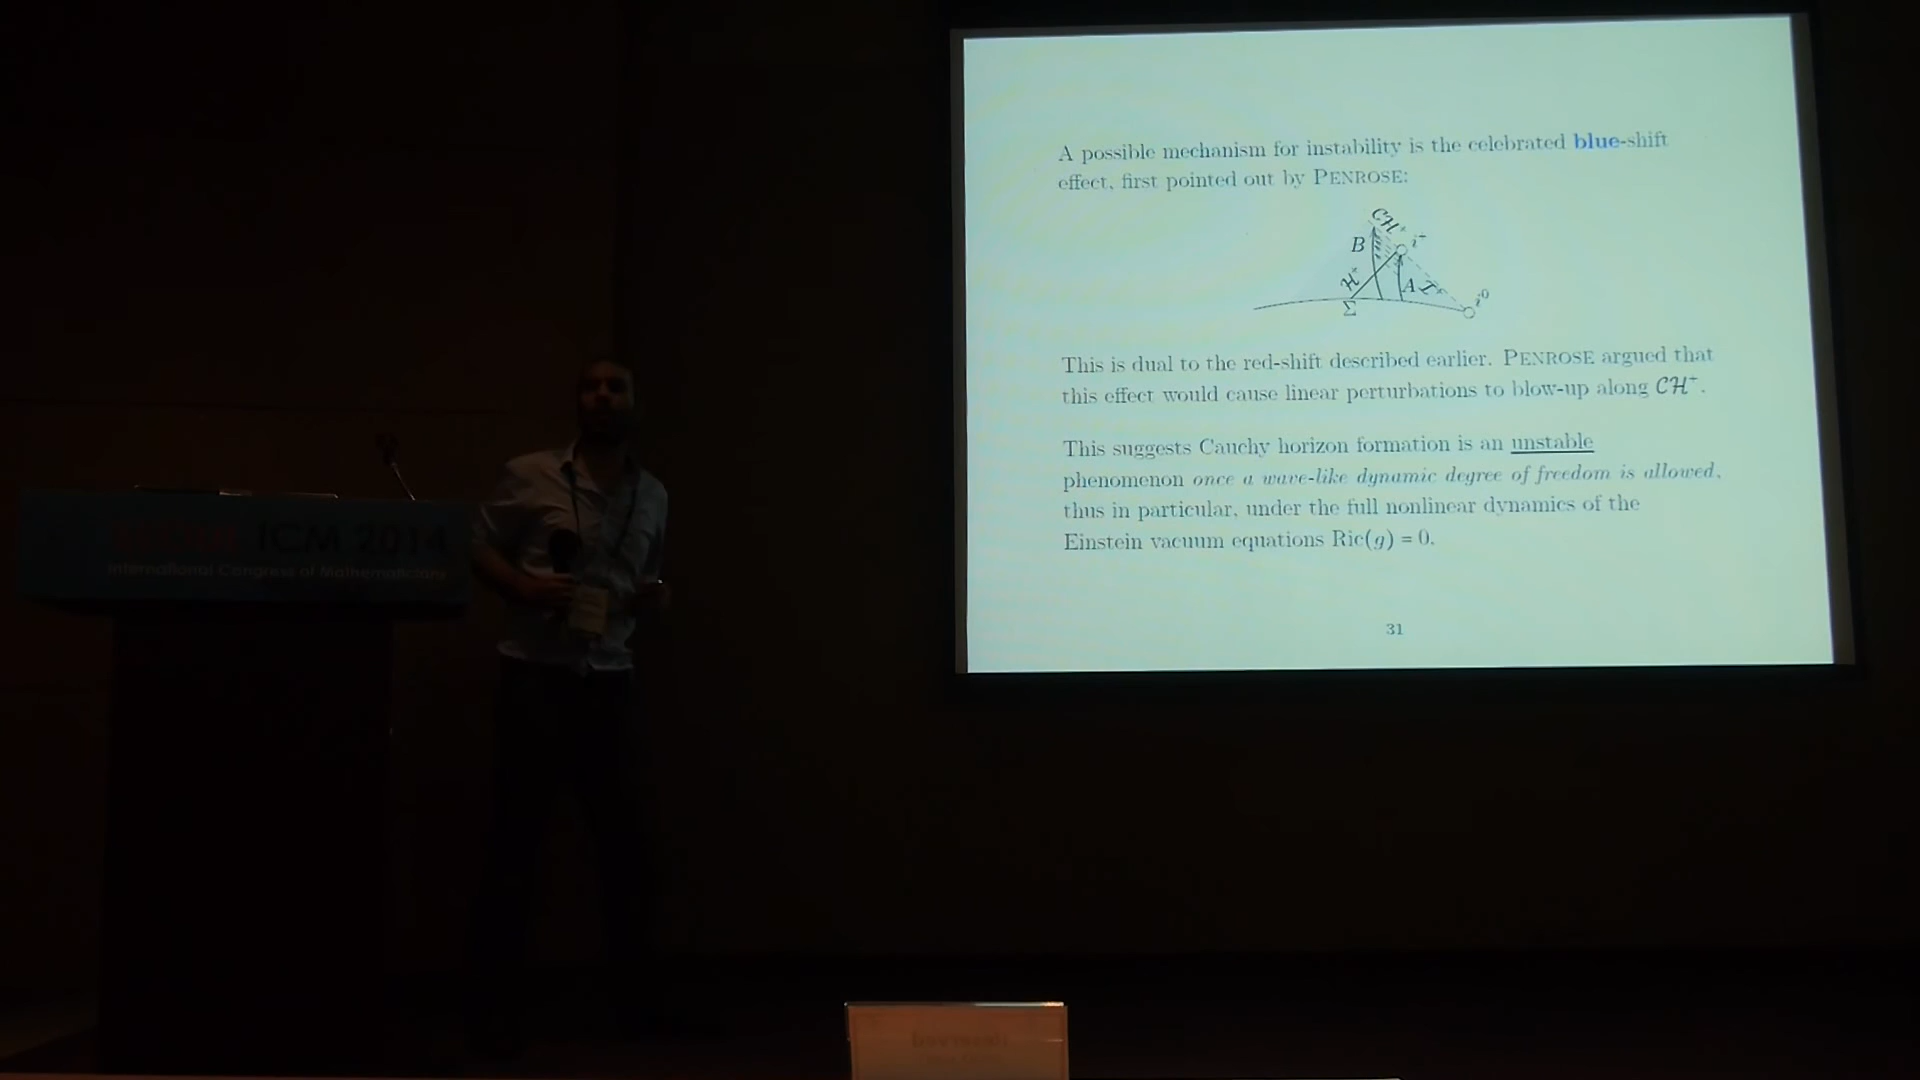 A possible mechanism for instability is the celebrated blue-shift
effect, first pointed out by PENROSE:
CH⁺
B
i⁺
H⁺
A
I⁺
Σ
i⁰
This is dual to the red-shift described earlier. PENROSE argued that
this effect would cause linear perturbations to blow-up along CH⁺.
This suggests Cauchy horizon formation is an unstable
phenomenon once a wave-like dynamic degree of freedom is allowed,
thus in particular, under the full nonlinear dynamics of the
Einstein vacuum equations Ric(g) = 0.
31
ICM 2014
International Congress of Mathematicians
Reserved